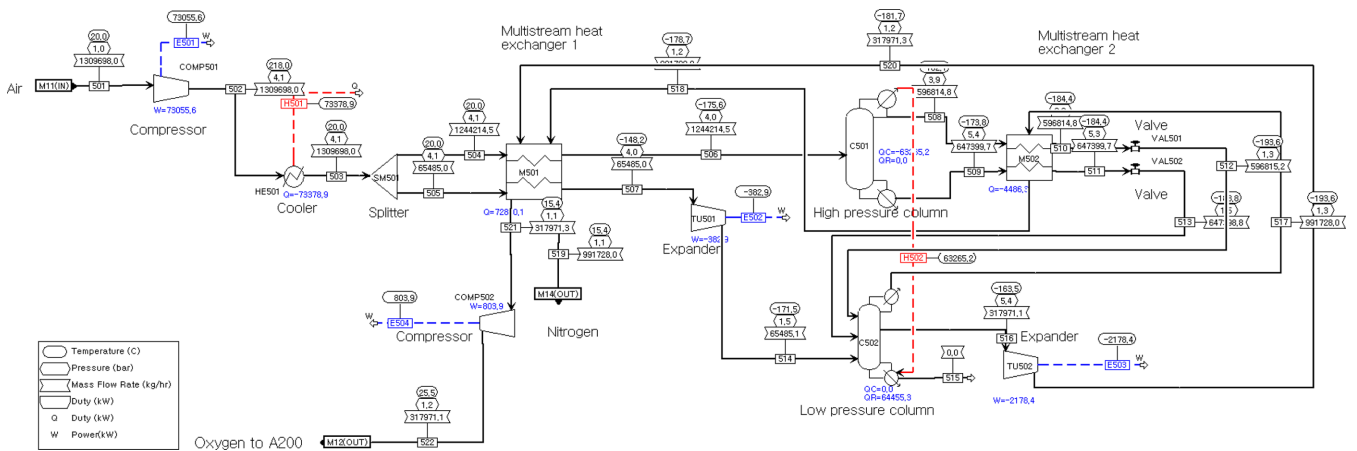 Air
M11(IN)
501
20,0
1,0
1309698,0
COMP501
W=73055,6
Compressor
73055,6
E501
W
502
218,0
4,1
1309698,0
Q
H501
73378,9
HE501
Q=-73378,9
Cooler
503
20,0
4,1
1309698,0
SM501
Splitter
20,0
4,1
65485,0
504
20,0
4,1
1244214,5
505
Multistream heat
exchanger 1
M501
Q=72810,1
-178,7
1,2
518
-181,7
1,2
317971,3
520
-175,6
4,0
1244214,5
506
-148,2
4,0
65485,0
507
521
15,4
1,1
317971,3
519
15,4
1,1
991728,0
M14(OUT)
Nitrogen
TU501
W=-382,9
Expander
-382,9
E502
W
C501
QR=0,0
High pressure column
3,9
596814,8
508
-173,8
5,4
647399,7
509
Multistream heat
exchanger 2
M502
Q=-4486,3
-184,4
596814,8
510
-184,4
5,3
647399,7
511
Valve
VAL501
VAL502
Valve
512
-193,6
1,3
596815,2
513
517
-193,6
1,3
991728,0
H502
63265,2
803,9
W
E504
COMP502
W=803,9
Compressor
514
-171,5
1,5
65485,1
C502
QC=0,0
QR=64455,3
Low pressure column
0,0
515
516
-163,5
5,4
317971,1
Expander
TU502
W=-2178,4
-2178,4
E503
W
25,5
1,2
317971,1
522
M12(OUT)
Oxygen to A200
Temperature (C)
Pressure (bar)
Mass Flow Rate (kg/hr)
Duty (kW)
Q Duty (kW)
W Power(kW)